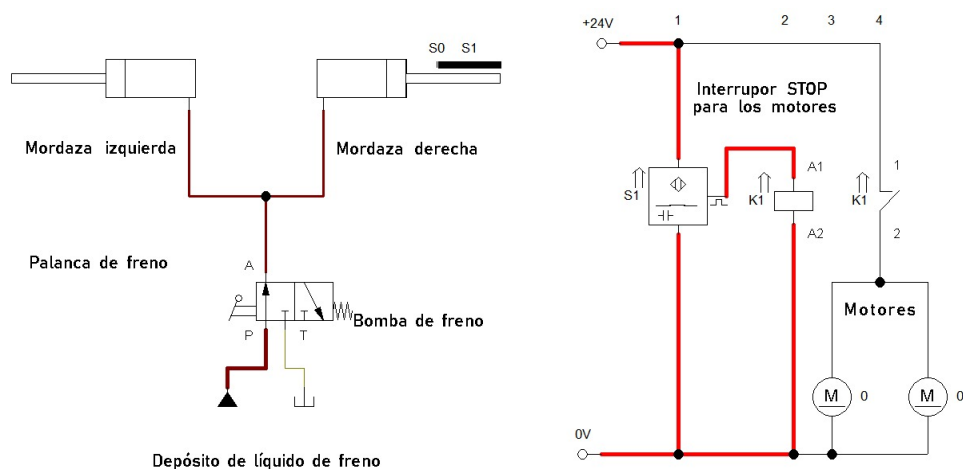 S0 S1
Mordaza izquierda
Mordaza derecha
Palanca de freno
A
P
T
Bomba de freno
Depósito de líquido de freno
1 2 3 4
+24V
Interrupor STOP
para los motores
S1
A1
K1
A2
K1
1
2
Motores
M 0
M 0
0V